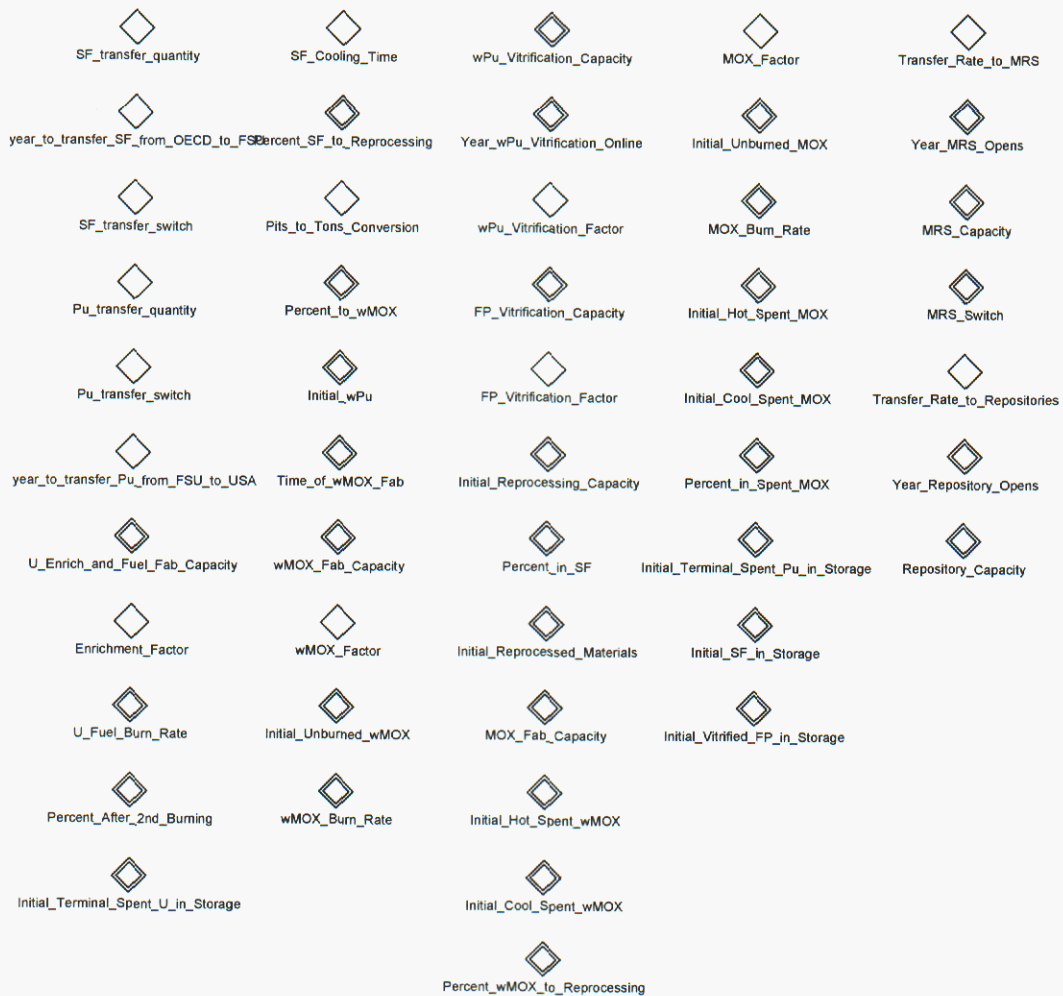 SF_transfer_quantity
SF_Cooling_Time
wPu_Vitrification_Capacity
MOX_Factor
Transfer_Rate_to_MRS
year_to_transfer_SF_from_OECD_to_FSU
Percent_SF_to_Reprocessing
Year_wPu_Vitrification_Online
Initial_Unburned_MOX
Year_MRS_Opens
SF_transfer_switch
Pits_to_Tons_Conversion
wPu_Vitrification_Factor
MOX_Burn_Rate
MRS_Capacity
Pu_transfer_quantity
Percent_to_wMOX
FP_Vitrification_Capacity
Initial_Hot_Spent_MOX
MRS_Switch
Pu_transfer_switch
Initial_wPu
FP_Vitrification_Factor
Initial_Cool_Spent_MOX
Transfer_Rate_to_Repositories
year_to_transfer_Pu_from_FSU_to_USA
Time_of_wMOX_Fab
Initial_Reprocessing_Capacity
Percent_in_Spent_MOX
Year_Repository_Opens
U_Enrich_and_Fuel_Fab_Capacity
wMOX_Fab_Capacity
Percent_in_SF
Initial_Terminal_Spent_Pu_in_Storage
Repository_Capacity
Enrichment_Factor
wMOX_Factor
Initial_Reprocessed_Materials
Initial_SF_in_Storage
U_Fuel_Burn_Rate
Initial_Unburned_wMOX
MOX_Fab_Capacity
Initial_Vitrified_FP_in_Storage
Percent_After_2nd_Burning
wMOX_Burn_Rate
Initial_Hot_Spent_wMOX
Initial_Terminal_Spent_U_in_Storage
Initial_Cool_Spent_wMOX
Percent_wMOX_to_Reprocessing